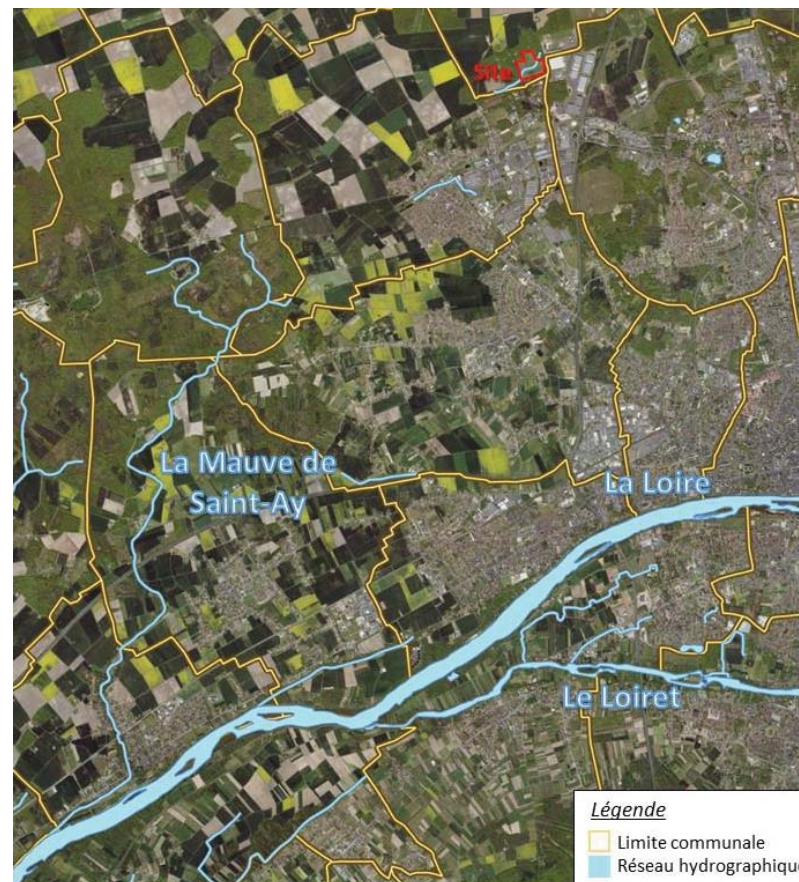 Site
La Mauve de
Saint-Ay
La Loire
Le Loiret
Légende
Limite communale
Réseau hydrographiqu